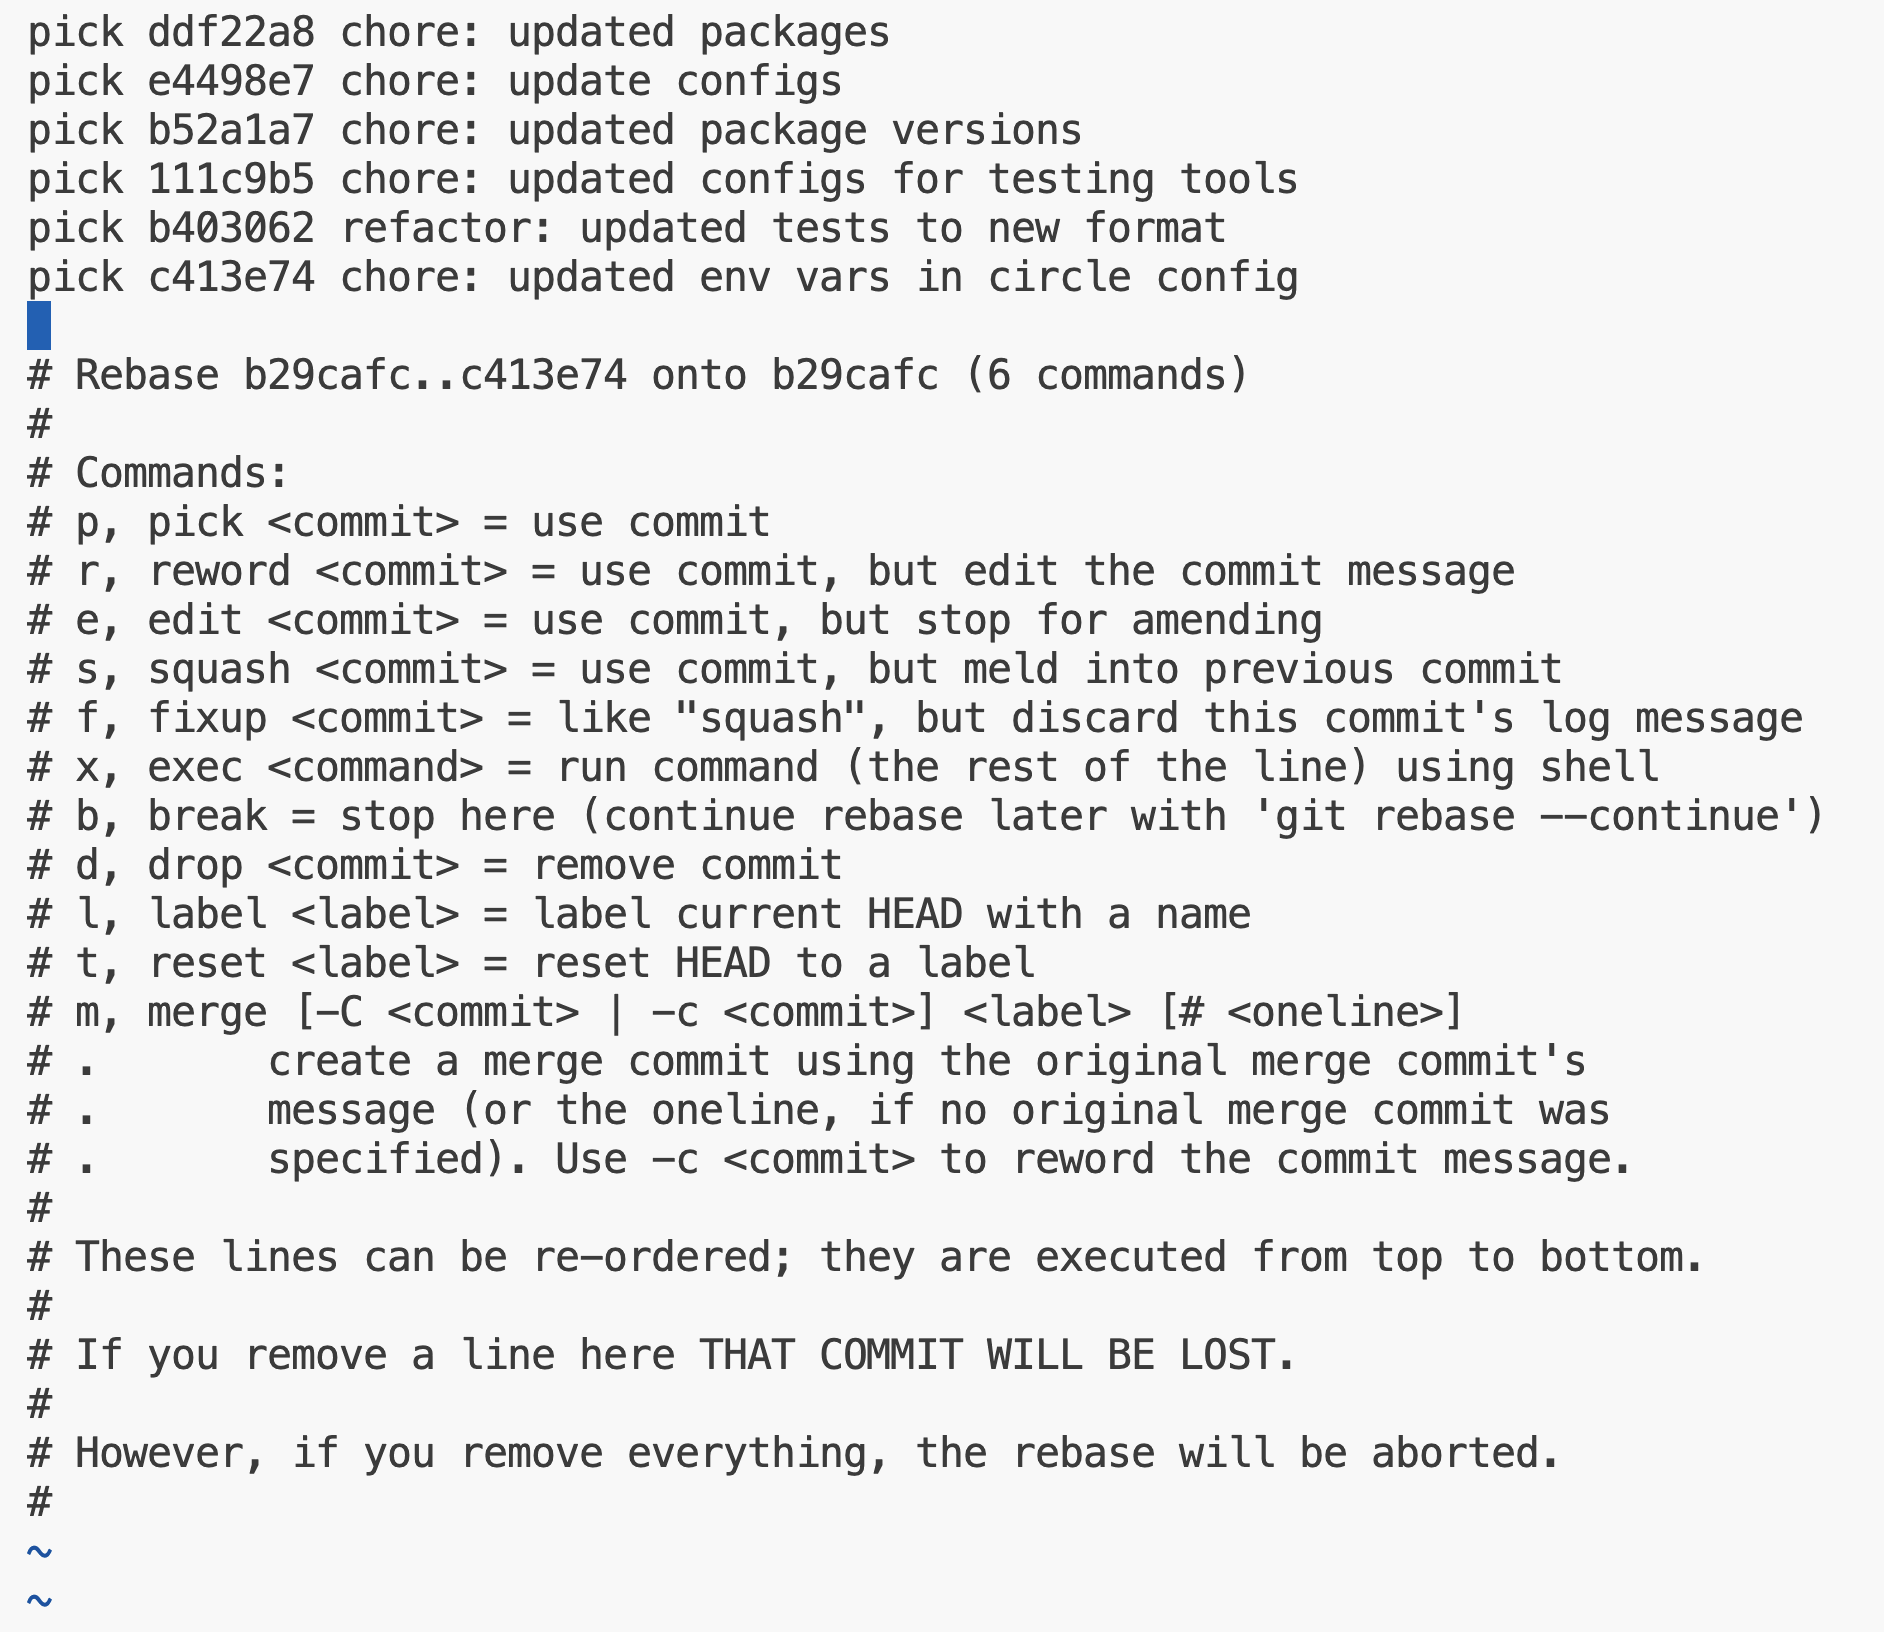 pick ddf22a8 chore: updated packages
pick e4498e7 chore: update configs
pick b52a1a7 chore: updated package versions
pick 111c9b5 chore: updated configs for testing tools
pick b403062 refactor: updated tests to new format
pick c413e74 chore: updated env vars in circle config

# Rebase b29cafc..c413e74 onto b29cafc (6 commands)
#
# Commands:
# p, pick <commit> = use commit
# r, reword <commit> = use commit, but edit the commit message
# e, edit <commit> = use commit, but stop for amending
# s, squash <commit> = use commit, but meld into previous commit
# f, fixup <commit> = like "squash", but discard this commit's log message
# x, exec <command> = run command (the rest of the line) using shell
# b, break = stop here (continue rebase later with 'git rebase --continue')
# d, drop <commit> = remove commit
# l, label <label> = label current HEAD with a name
# t, reset <label> = reset HEAD to a label
# m, merge [-C <commit> | -c <commit>] <label> [# <oneline>]
# .       create a merge commit using the original merge commit's
# .       message (or the oneline, if no original merge commit was
# .       specified). Use -c <commit> to reword the commit message.
#
# These lines can be re-ordered; they are executed from top to bottom.
#
# If you remove a line here THAT COMMIT WILL BE LOST.
#
# However, if you remove everything, the rebase will be aborted.
#
~
~